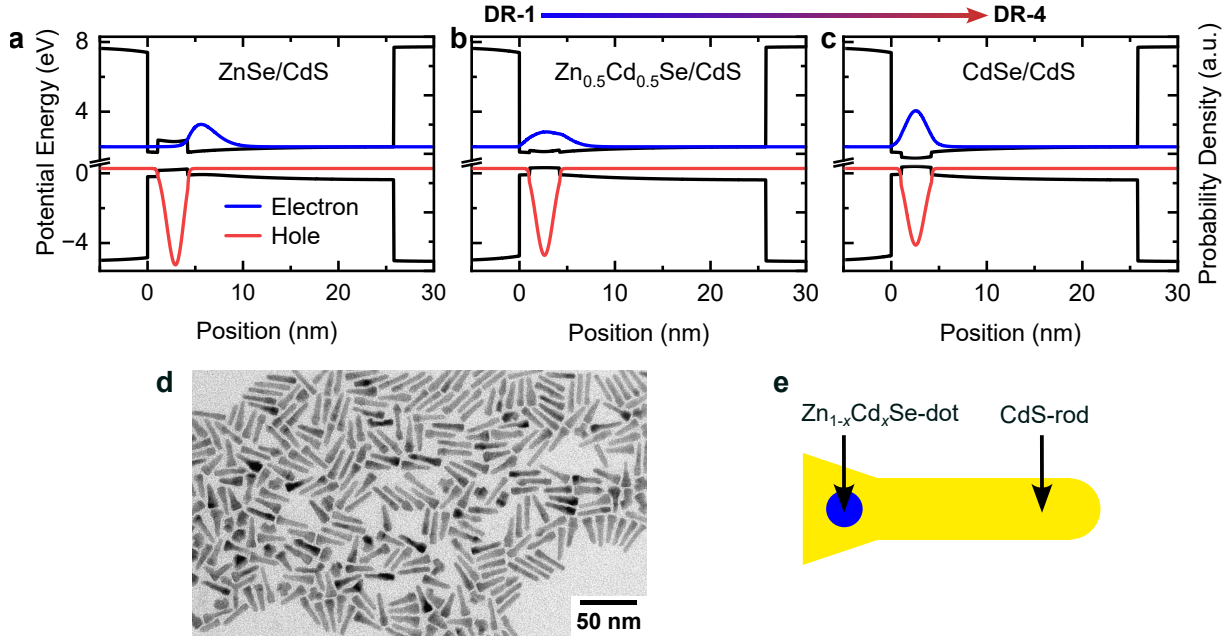 DR-1 DR-4
a b c
8
4
0
−4
Potential Energy (eV)
ZnSe/CdS
Electron
Hole
0 10 20 30
Position (nm)
Zn0.5Cd0.5Se/CdS
0 10 20 30
Position (nm)
CdSe/CdS
0 10 20 30
Position (nm)
Probability Density (a.u.)
d
50 nm
e
Zn1-xCdxSe-dot
CdS-rod